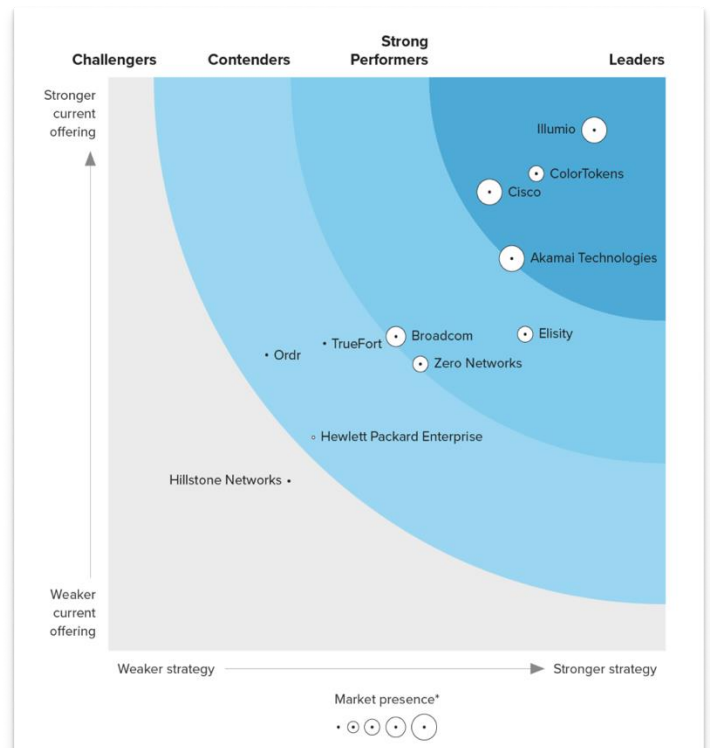 Challengers
Contenders
Strong
Performers
Leaders
Stronger
current
offering
Illumio
ColorTokens
Cisco
Akamai Technologies
Broadcom
Elisity
TrueFort
Ordr
Zero Networks
Hewlett Packard Enterprise
Hillstone Networks
Weaker
current
offering
Weaker strategy
Stronger strategy
Market presence*